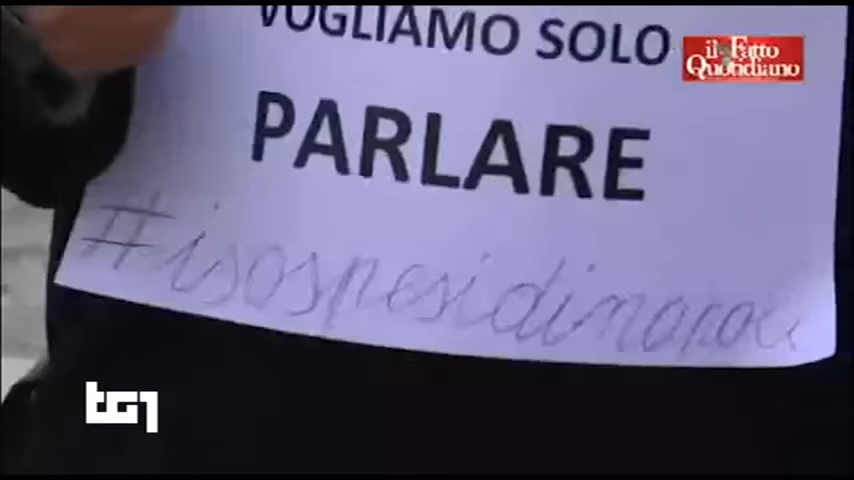 VOGLIAMO SOLO
il Fatto
Quotidiano
PARLARE
#isospesidinapoli
tg1